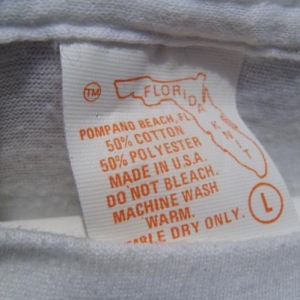 TM
FLORIDA
KNIT
POMPANO BEACH, FL
50% COTTON
50% POLYESTER
MADE IN U.S.A.
DO NOT BLEACH.
MACHINE WASH
WARM.
DRY ONLY.
L